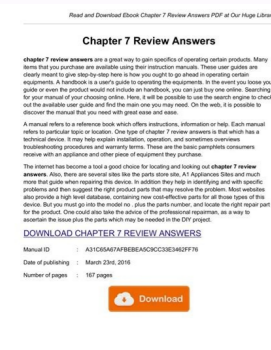 Read and Download Ebook Chapter 7 Review Answers PDF at Our Huge Libra
Chapter 7 Review Answers
chapter 7 review answers are a great way to gain specifics of operating certain products. Many
items that you purchase are available using their instruction manuals. These user guides are
clearly meant to give step-by-step here is how you ought to go ahead in operating certain
equipments. A handbook is a user's guide to operating the equipments. In the event you loose you
guide or even the product would not include an handbook, you can just buy one online. Searching
for your manual of your choosing online. Here, it will be possible to use the search engine to check
out the available user guide and find the main one you may need. On the web, it is possible to
discover the manual that you need with great ease and ease.
A manual refers to a reference book which offers instructions, information or help. Each manual
refers to particular topic or location. One type of chapter 7 review answers is that which has a
technical device. It may help explain installation, operation, and sometimes overviews
troubleshooting procedures and warranty terms. These are the basic pamphlets consumers
receive with an appliance and other piece of equipment they purchase.
The internet has become a tool a good choice for locating and looking out chapter 7 review
answers. Also, there are several sites like the parts store site, A1 Appliances Sites and much
more that guide when repairing this device. In addition they help in identifying and with specific
problems and then suggest the right product parts that may resolve the problem. Most websites
also provide a high level database, containing new cost-effective parts for all those types of this
device. But you must go into the model no. plus the parts number, and locate the right repair part
for the product. One could also take the advice of the professional repairman, as a way to
ascertain the issue plus the parts which may be needed in the DIY project.
DOWNLOAD CHAPTER 7 REVIEW ANSWERS
Manual ID : A31C65A67AFBEBEA5C9CC33E3462FF76
Date of publishing : March 23rd, 2016
Number of pages : 167 pages
Download